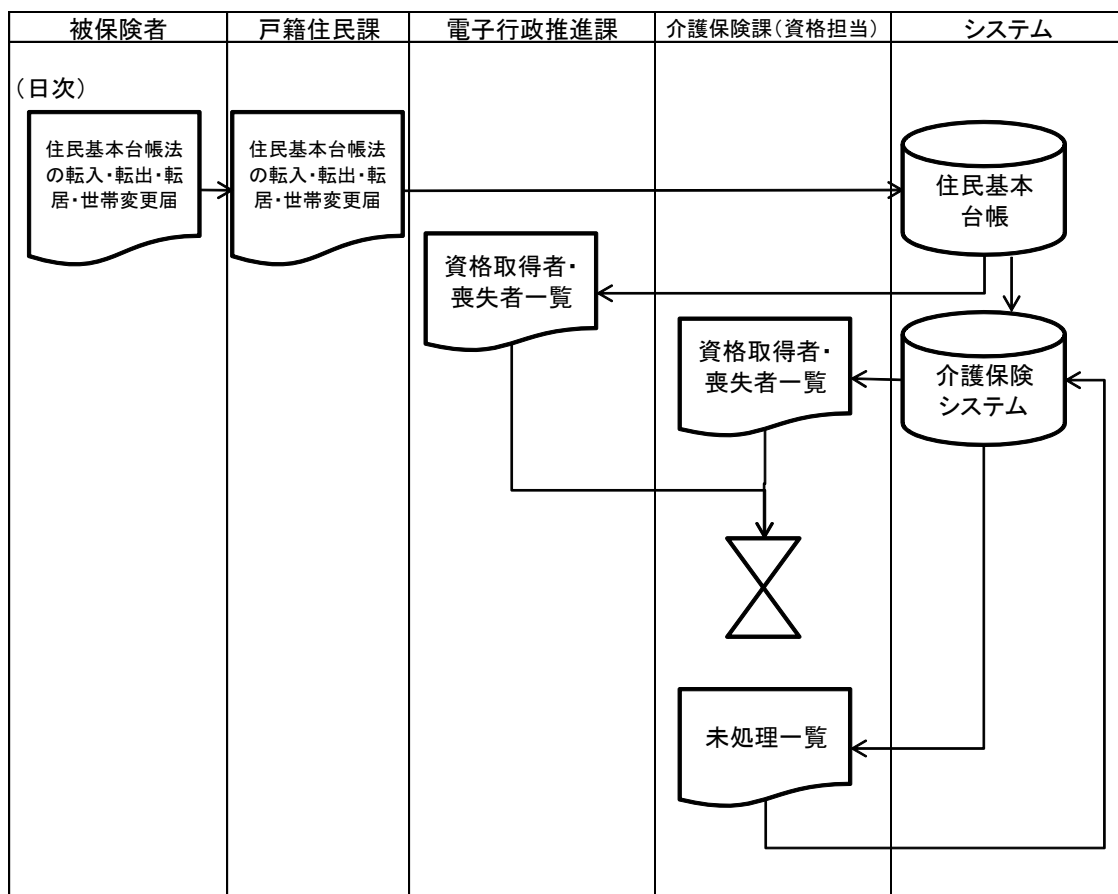 被保険者
戸籍住民課
電子行政推進課
介護保険課(資格担当)
システム
(日次)
住民基本台帳法
の転入・転出・転
居・世帯変更届
住民基本台帳法
の転入・転出・転
居・世帯変更届
住民基本
台帳
資格取得者・
喪失者一覧
資格取得者・
喪失者一覧
介護保険
システム
未処理一覧